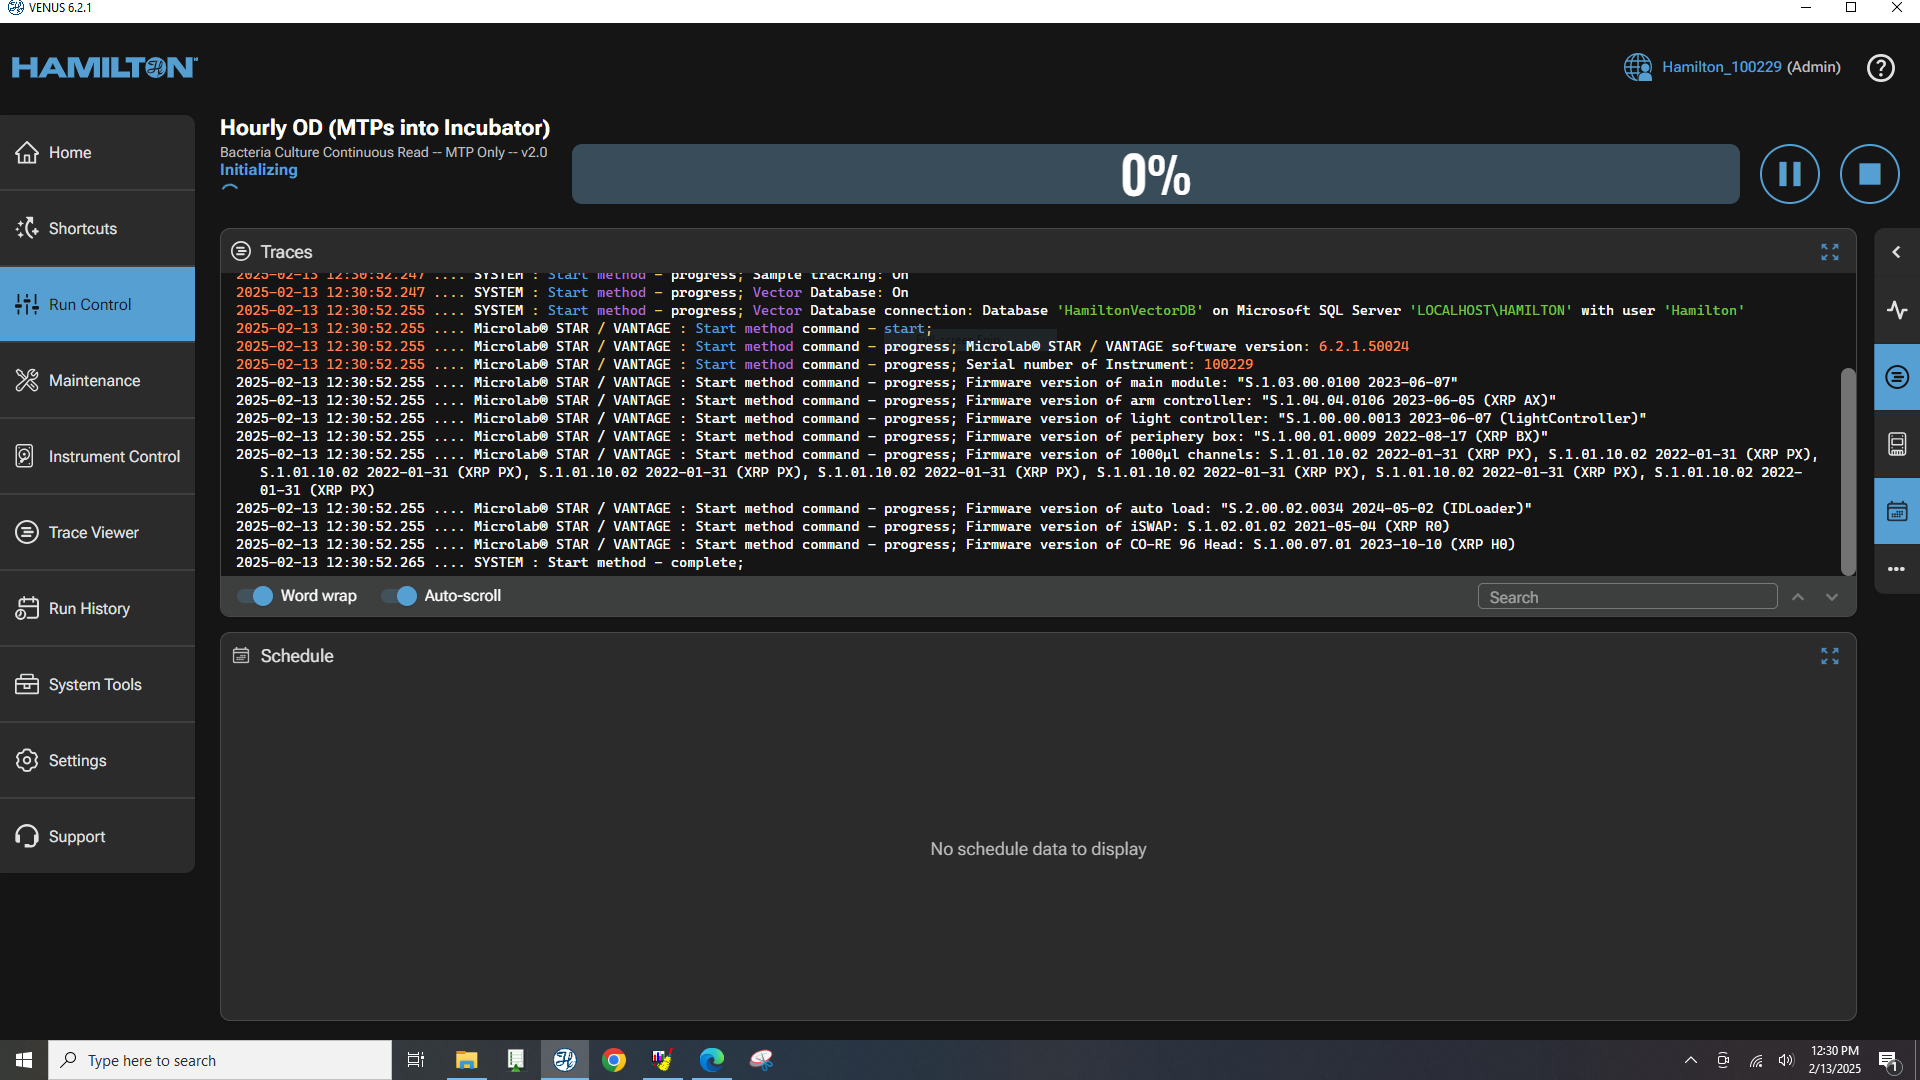 VENUS 6.2.1
HAMILTON
Hamilton_100229 (Admin)
Home
Shortcuts
Run Control
Maintenance
Instrument Control
Trace Viewer
Run History
System Tools
Settings
Support
Hourly OD (MTPs into Incubator)
Bacteria Culture Continuous Read -- MTP Only -- v2.0
Initializing
0%
Traces
2025-02-13 12:30:52.247 .... SYSTEM : Start method - progress; Sample tracking: On
2025-02-13 12:30:52.247 .... SYSTEM : Start method - progress; Vector Database: On
2025-02-13 12:30:52.255 .... SYSTEM : Start method - progress; Vector Database connection: Database 'HamiltonVectorDB' on Microsoft SQL Server 'LOCALHOST\HAMILTON' with user 'Hamilton'
2025-02-13 12:30:52.255 .... Microlab® STAR / VANTAGE : Start method command - start;
2025-02-13 12:30:52.255 .... Microlab® STAR / VANTAGE : Start method command - progress; Microlab® STAR / VANTAGE software version: 6.2.1.50024
2025-02-13 12:30:52.255 .... Microlab® STAR / VANTAGE : Start method command - progress; Serial number of Instrument: 100229
2025-02-13 12:30:52.255 .... Microlab® STAR / VANTAGE : Start method command - progress; Firmware version of main module: "S.1.03.00.0100 2023-06-07"
2025-02-13 12:30:52.255 .... Microlab® STAR / VANTAGE : Start method command - progress; Firmware version of arm controller: "S.1.04.04.0106 2023-06-05 (XRP AX)"
2025-02-13 12:30:52.255 .... Microlab® STAR / VANTAGE : Start method command - progress; Firmware version of light controller: "S.1.00.00.0013 2023-06-07 (lightController)"
2025-02-13 12:30:52.255 .... Microlab® STAR / VANTAGE : Start method command - progress; Firmware version of periphery box: "S.1.00.01.0009 2022-08-17 (XRP BX)"
2025-02-13 12:30:52.255 .... Microlab® STAR / VANTAGE : Start method command - progress; Firmware version of 1000µl channels: S.1.01.10.02 2022-01-31 (XRP PX), S.1.01.10.02 2022-01-31 (XRP PX),
S.1.01.10.02 2022-01-31 (XRP PX), S.1.01.10.02 2022-01-31 (XRP PX), S.1.01.10.02 2022-01-31 (XRP PX), S.1.01.10.02 2022-01-31 (XRP PX), S.1.01.10.02 2022-01-31 (XRP PX), S.1.01.10.02 2022-
01-31 (XRP PX)
2025-02-13 12:30:52.255 .... Microlab® STAR / VANTAGE : Start method command - progress; Firmware version of auto load: "S.2.00.02.0034 2024-05-02 (IDLoader)"
2025-02-13 12:30:52.255 .... Microlab® STAR / VANTAGE : Start method command - progress; Firmware version of iSWAP: S.1.02.01.02 2021-05-04 (XRP R0)
2025-02-13 12:30:52.255 .... Microlab® STAR / VANTAGE : Start method command - progress; Firmware version of CO-RE 96 Head: S.1.00.07.01 2023-10-10 (XRP H0)
2025-02-13 12:30:52.265 .... SYSTEM : Start method - complete;
Word wrap
Auto-scroll
Search
Schedule
No schedule data to display
Type here to search
12:30 PM
2/13/2025
1